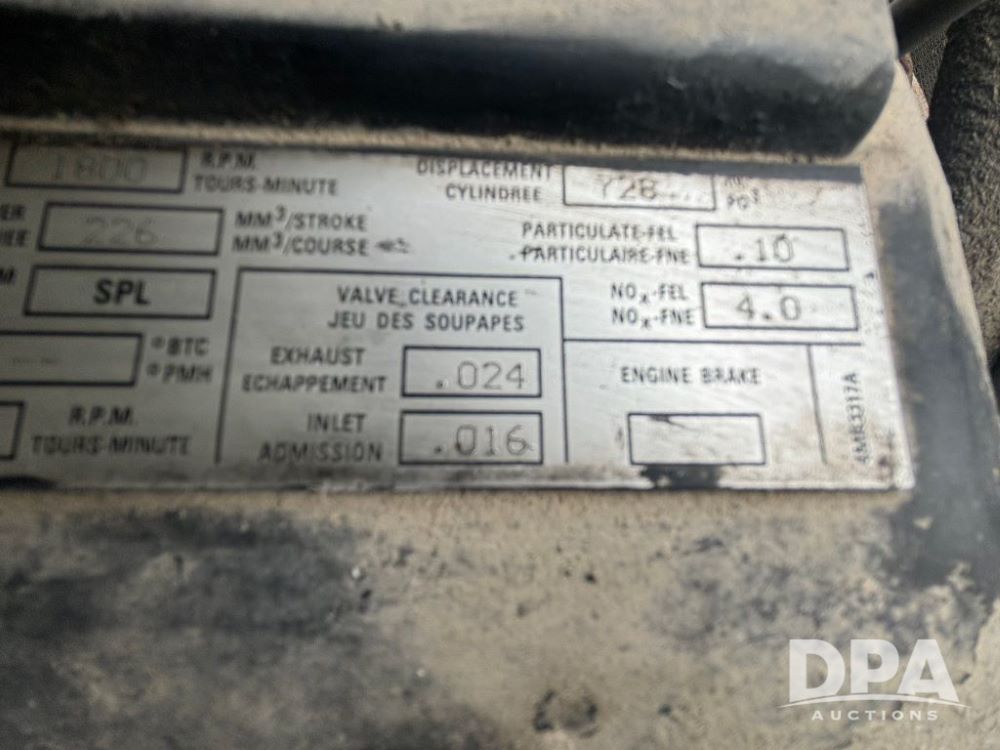 1800 R.P.M.
TOURS-MINUTE
DISPLACEMENT
CYLINDREE 728
PO³
226 MM³/STROKE
MM³/COURSE
PARTICULATE-FEL
PARTICULAIRE-FNE .10
SPL
VALVE CLEARANCE
JEU DES SOUPAPES
NOx-FEL
NOx-FNE 4.0
°BTC
°PMH
EXHAUST
ECHAPPEMENT .024
ENGINE BRAKE
R.P.M.
TOURS-MINUTE
INLET
ADMISSION .016
4MR3317A
DPA
AUCTIONS